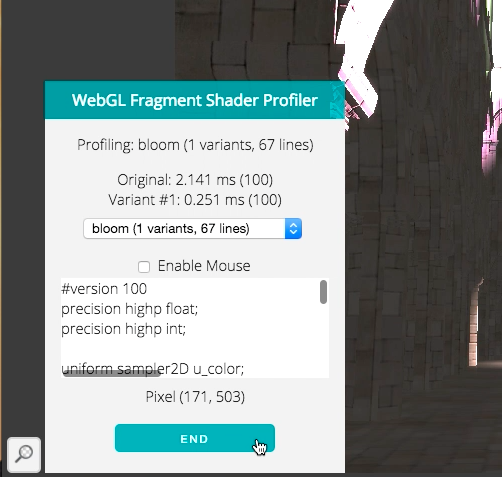 WebGL Fragment Shader Profiler
Profiling: bloom (1 variants, 67 lines)
Original: 2.141 ms (100)
Variant #1: 0.251 ms (100)
bloom (1 variants, 67 lines)
Enable Mouse
#version 100
precision highp float;
precision highp int;
uniform sampler2D u_color;
Pixel (171, 503)
END